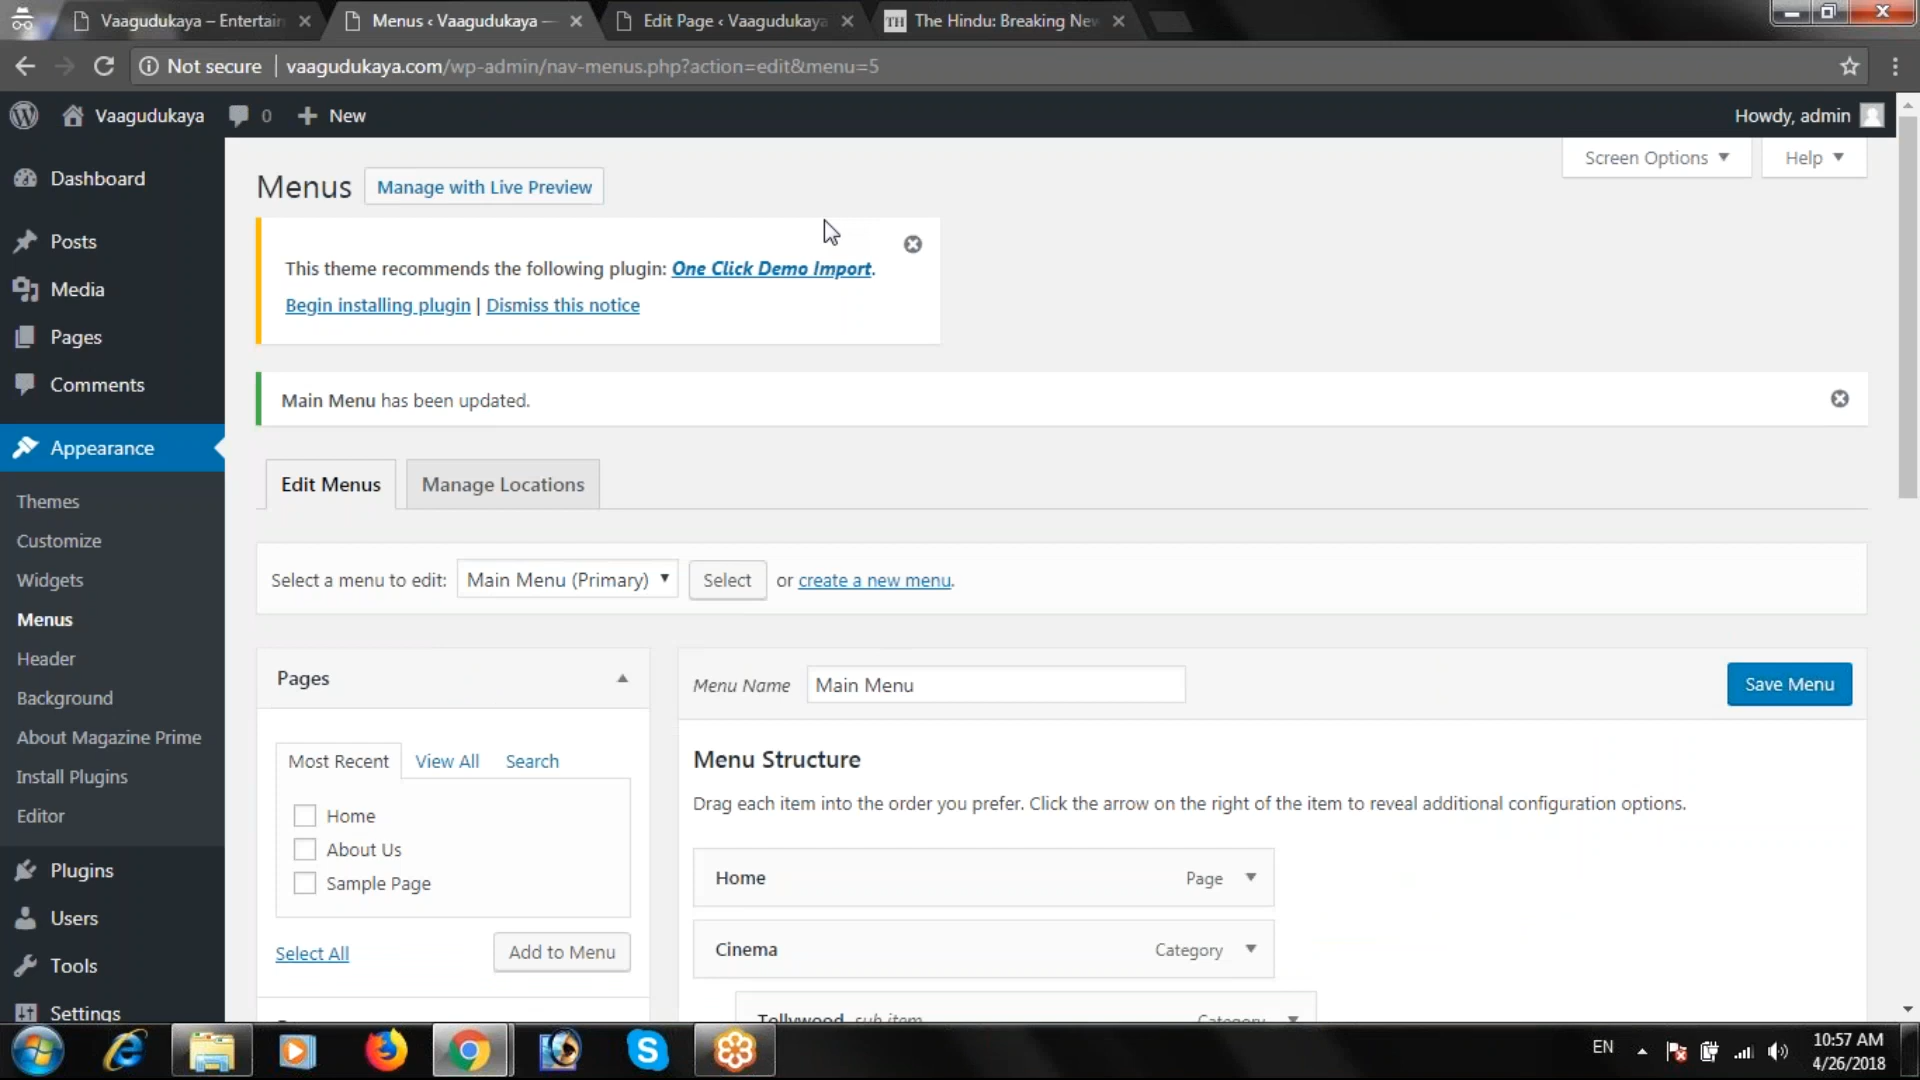 Vaagudukaya – Entertain
Menus ‹ Vaagudukaya —
Edit Page ‹ Vaagudukaya
TH The Hindu: Breaking New
Not secure | vaagudukaya.com/wp-admin/nav-menus.php?action=edit&menu=5
Vaagudukaya 0 New
Howdy, admin
Screen Options Help
Dashboard
Posts
Media
Pages
Comments
Appearance
Themes
Customize
Widgets
Menus
Header
Background
About Magazine Prime
Install Plugins
Editor
Plugins
Users
Tools
Settings
Menus Manage with Live Preview
This theme recommends the following plugin: One Click Demo Import.
Begin installing plugin | Dismiss this notice
Main Menu has been updated.
Edit Menus Manage Locations
Select a menu to edit: Main Menu (Primary) Select or create a new menu.
Pages
Most Recent View All Search
Home
About Us
Sample Page
Select All Add to Menu
Menu Name Main Menu Save Menu
Menu Structure
Drag each item into the order you prefer. Click the arrow on the right of the item to reveal additional configuration options.
Home Page
Cinema Category
Tollywood sub item Category
EN
10:57 AM
4/26/2018